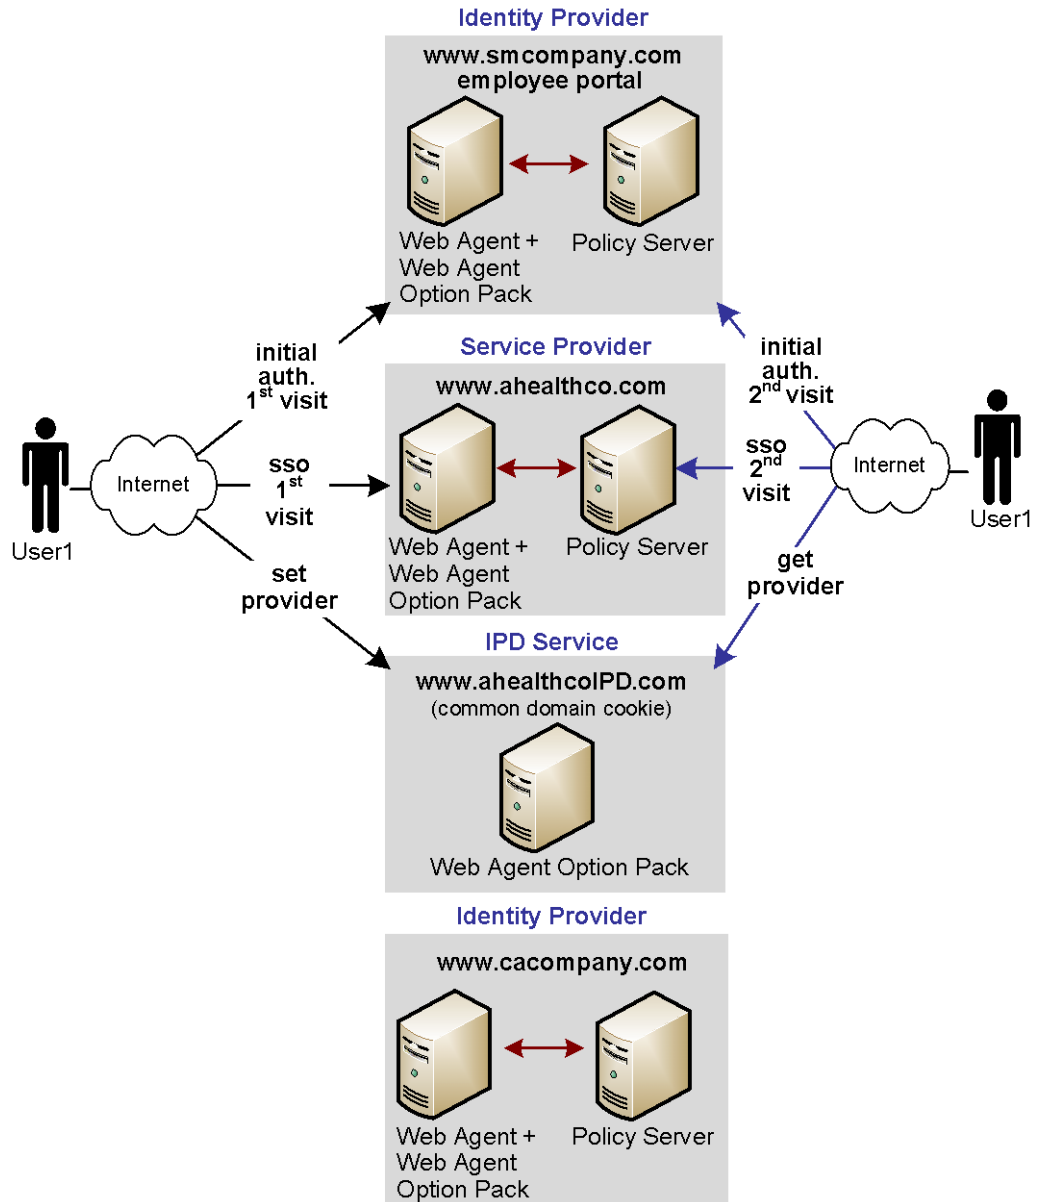 Identity Provider
www.smcompany.com
employee portal
Web Agent +
Web Agent
Option Pack
Policy Server
initial
auth.
1st visit
initial
auth.
2nd visit
Service Provider
www.ahealthco.com
sso
1st
visit
sso
2nd
visit
Internet
Internet
User1
User1
Web Agent +
Web Agent
Option Pack
Policy Server
set
provider
get
provider
IPD Service
www.ahealthcoIPD.com
(common domain cookie)
Web Agent Option Pack
Identity Provider
www.cacompany.com
Web Agent +
Web Agent
Option Pack
Policy Server